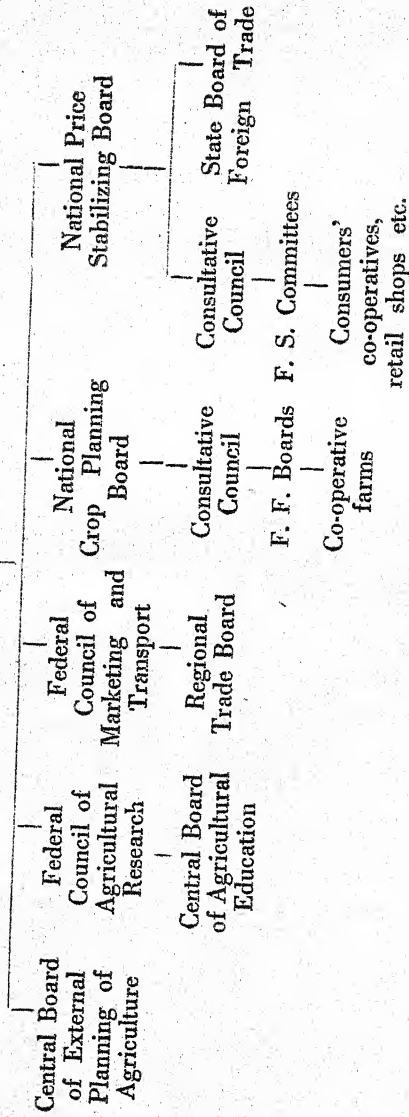 Central Board
of External
Planning of
Agriculture
Federal
Council of
Agricultural
Research
Central Board
of Agricultural
Education
Federal
Council of
Marketing and
Transport
Regional
Trade Board
National
Crop Planning
Board
Consultative
Council
F. F. Boards
Co-operative
farms
National Price
Stabilizing Board
Consultative
Council
F. S. Committees
Consumers'
co-operatives,
retail shops etc.
State Board of
Foreign Trade